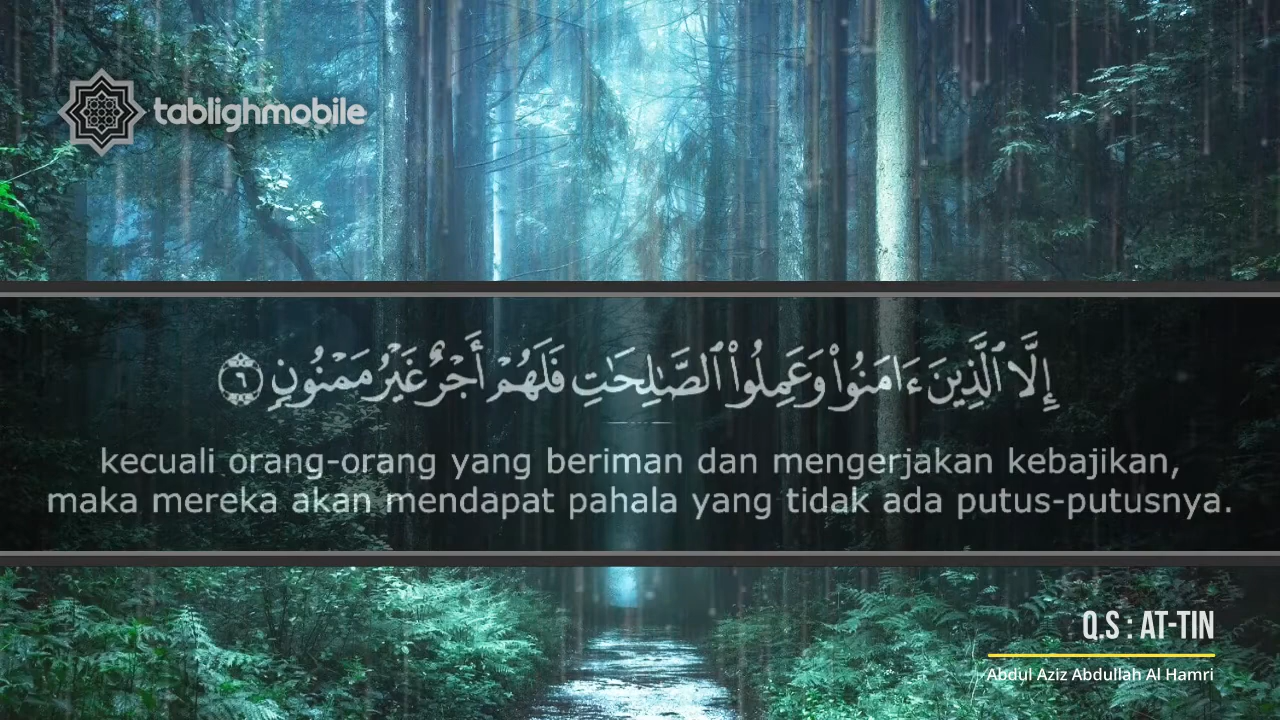 tablighmobile
إِلَّا ٱلَّذِينَ ءَامَنُوا۟ وَعَمِلُوا۟ ٱلصَّـٰلِحَـٰتِ فَلَهُمْ أَجْرٌ غَيْرُ مَمْنُونٍ ٦
kecuali orang-orang yang beriman dan mengerjakan kebajikan,
maka mereka akan mendapat pahala yang tidak ada putus-putusnya.
Q.S : AT-TIN
Abdul Aziz Abdullah Al Hamri